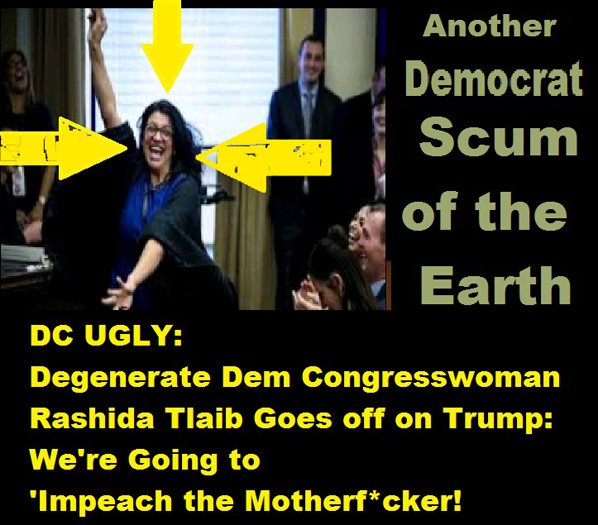 Another
Democrat
Scum
of the
Earth
DC UGLY:
Degenerate Dem Congresswoman
Rashida Tlaib Goes off on Trump:
We're Going to
'Impeach the Motherf*cker!